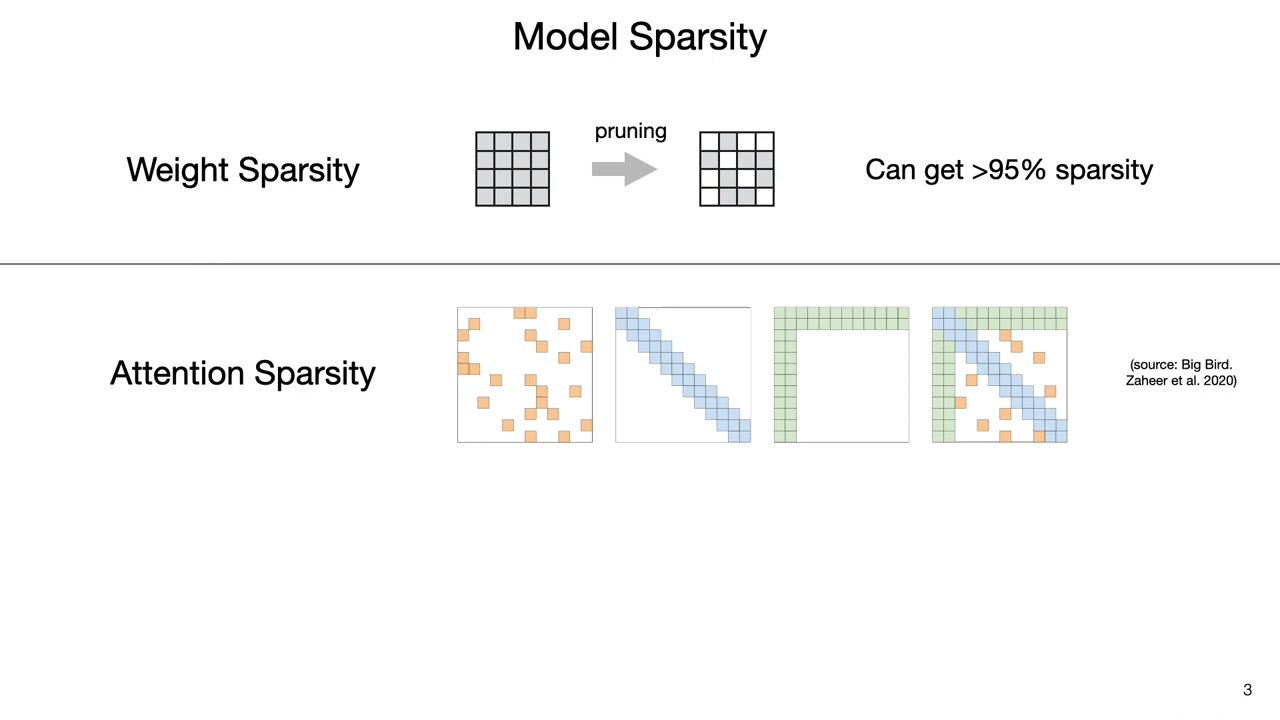 Model Sparsity
pruning
Weight Sparsity
Can get >95% sparsity
Attention Sparsity
(source: Big Bird.
Zaheer et al. 2020)
3